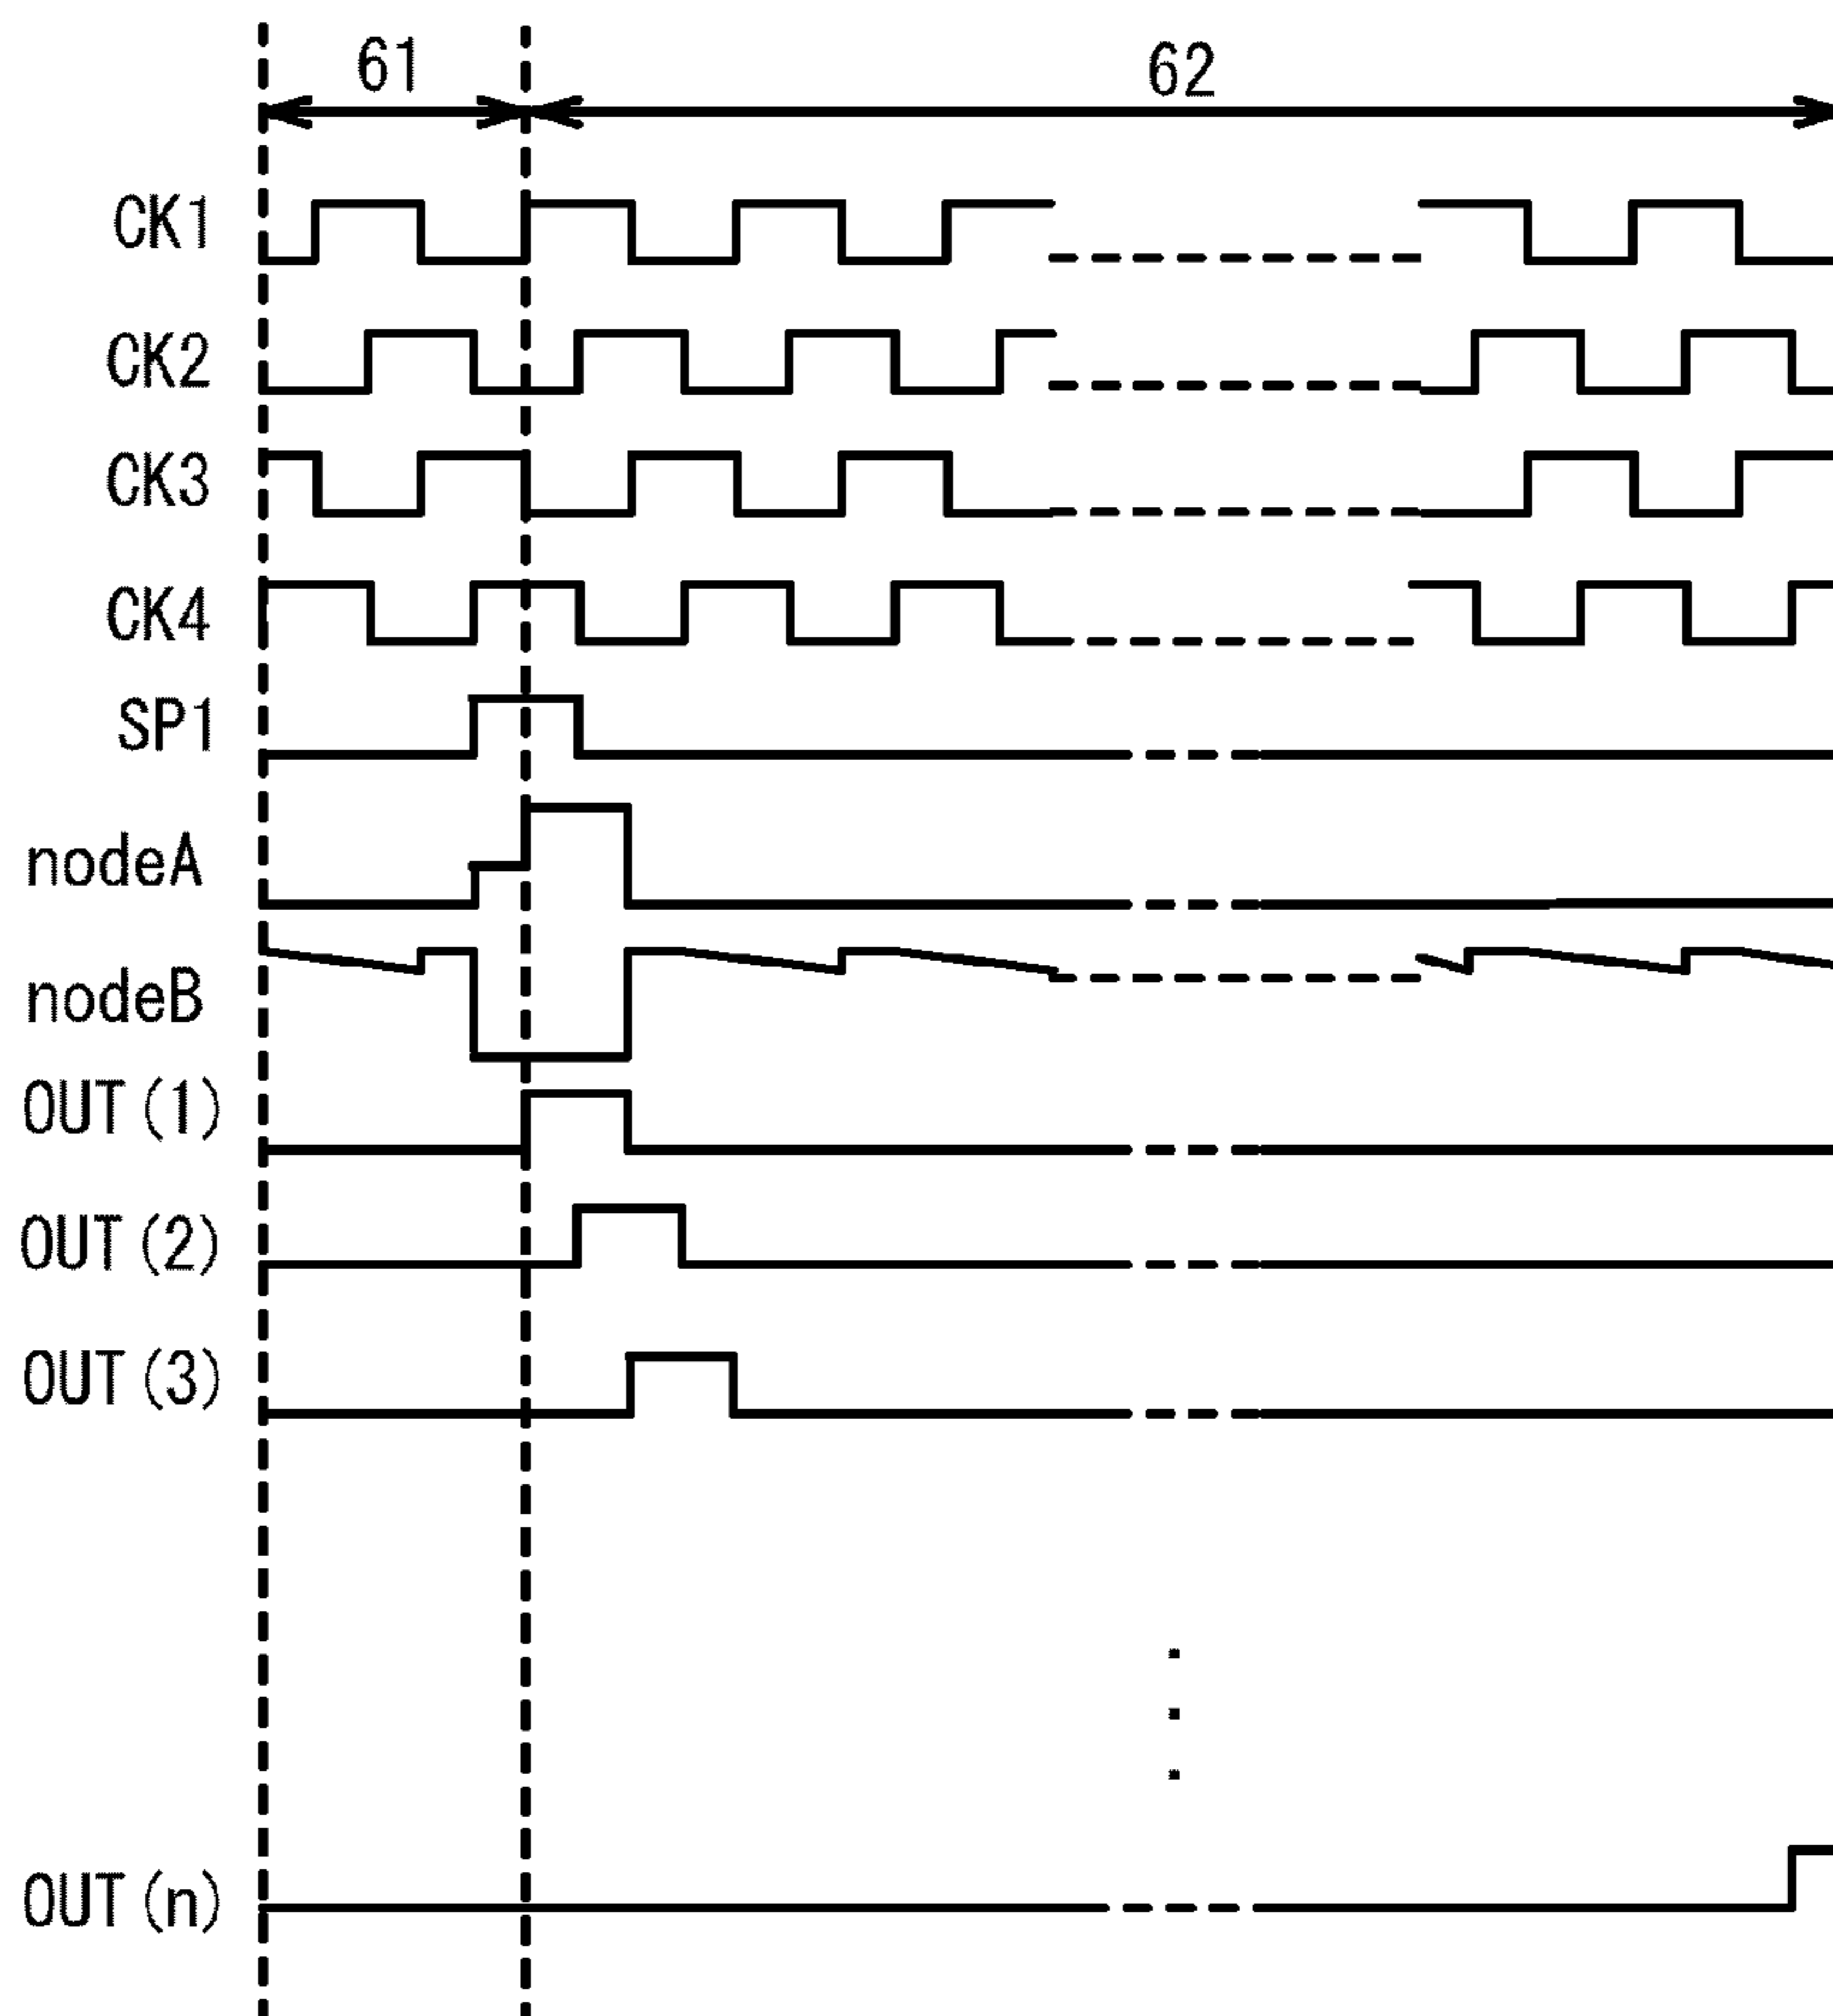 61 62
CK1
CK2
CK3
CK4
SP1
nodeA
nodeB
OUT(1)
OUT(2)
OUT(3)
OUT(n)